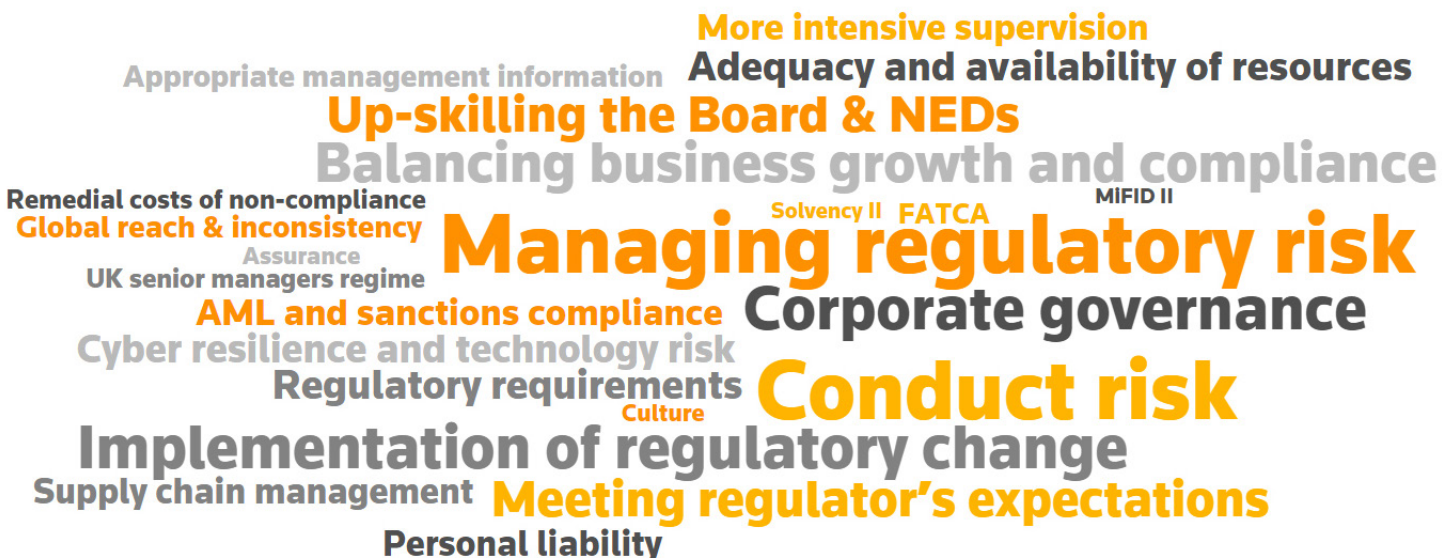 More intensive supervision
Appropriate management information
Adequacy and availability of resources
Up-skilling the Board & NEDs
Balancing business growth and compliance
Remedial costs of non-compliance
MiFID II
Solvency II
FATCA
Global reach & inconsistency
Managing regulatory risk
Assurance
UK senior managers regime
AML and sanctions compliance
Corporate governance
Cyber resilience and technology risk
Regulatory requirements
Conduct risk
Culture
Implementation of regulatory change
Supply chain management
Meeting regulator’s expectations
Personal liability